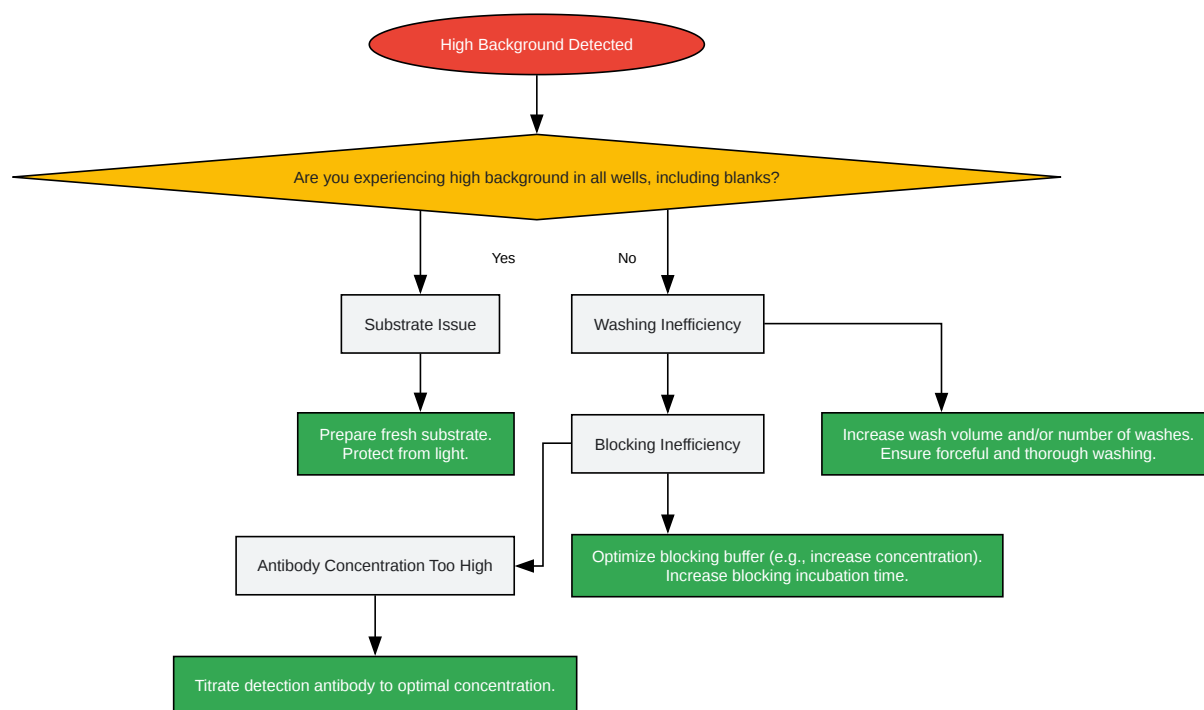 High Background Detected
Are you experiencing high background in all wells, including blanks?
Yes
No
Substrate Issue
Washing Inefficiency
Prepare fresh substrate.
Protect from light.
Blocking Inefficiency
Increase wash volume and/or number of washes.
Ensure forceful and thorough washing.
Antibody Concentration Too High
Optimize blocking buffer (e.g., increase concentration).
Increase blocking incubation time.
Titrate detection antibody to optimal concentration.